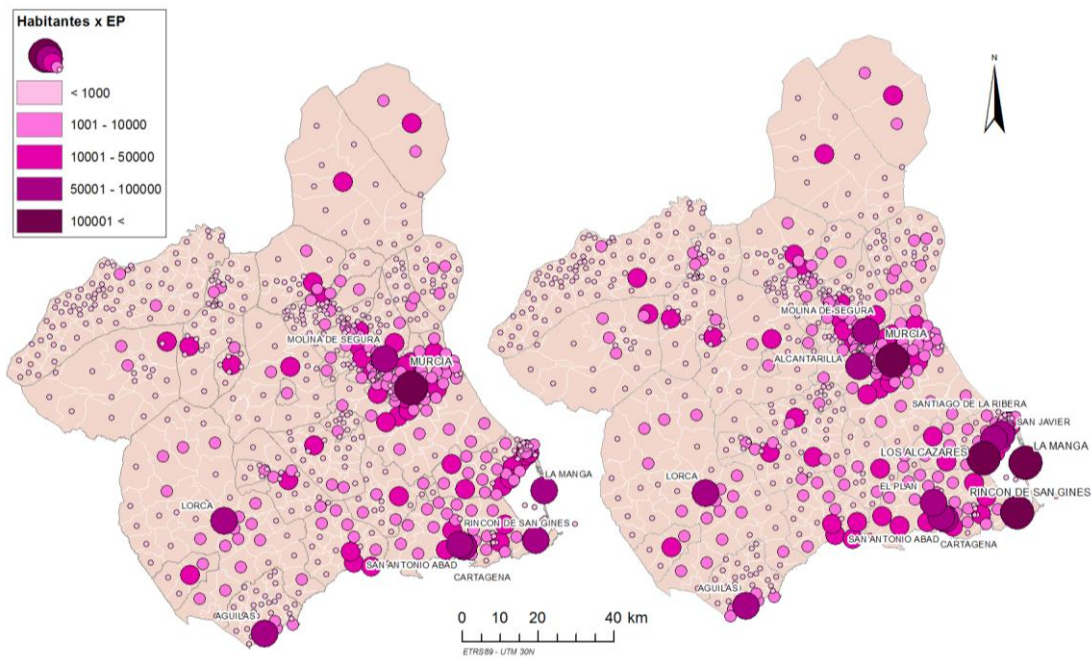 Habitantes x EP
< 1000
1001 - 10000
10001 - 50000
50001 - 100000
100001 <
N
MOLINA DE SEGURA
MURCIA
LA MANGA
LORCA
RINCON DE SAN GINES
SAN ANTONIO ABAD
CARTAGENA
AGUILAS
MOLINA DE SEGURA
MURCIA
ALCANTARILLA
SANTIAGO DE LA RIBERA
SAN JAVIER
LOS ALCAZARES
LA MANGA
EL PLAN
LORCA
RINCON DE SAN GINES
SAN ANTONIO ABAD
CARTAGENA
AGUILAS
0 10 20 40 km
ETRS89 - UTM 30N